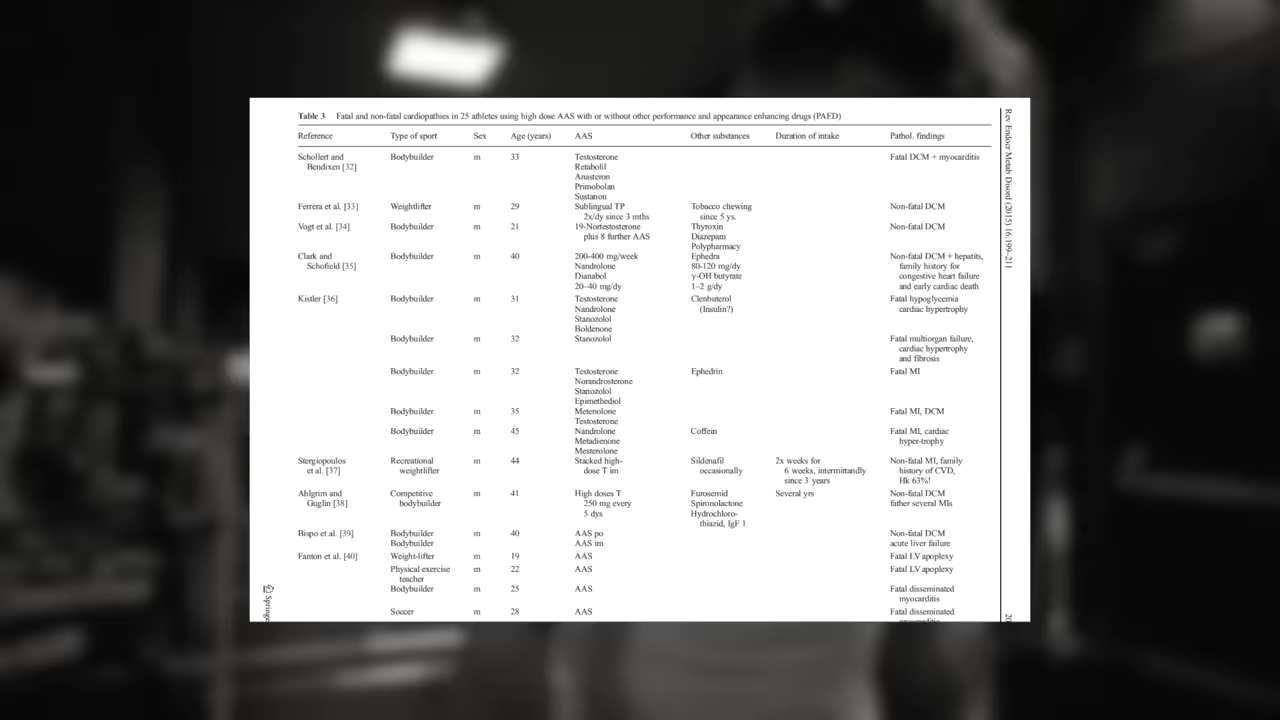 Table 3 Fatal and non-fatal cardiopathies in 25 athletes using high dose AAS with or without other performance and appearance enhancing drugs (PAED)
Reference Type of sport Sex Age (years) AAS Other substances Duration of intake Pathol. findings
Schollert and Bodybuilder m 33 Testosterone Fatal DCM + myocarditis
Bendixen [32] Retabolil
Anasteron
Primobolan
Sustanon
Ferrera et al. [33] Weightlifter m 29 Sublingual TP Tobacco chewing Non-fatal DCM
2x/dy since 3 mths since 5 ys.
Vogt et al. [34] Bodybuilder m 21 19-Nortestosterone Thyroxin Non-fatal DCM
plus 8 further AAS Diazepam
Polypharmacy
Clark and Bodybuilder m 40 200-400 mg/week Ephedra Non-fatal DCM + hepatits,
Schofield [35] Nandrolone 80-120 mg/dy family history for
Dianabol γ-OH butyrate congestive heart failure
20–40 mg/dy 1–2 g/dy and early cardiac death
Kistler [36] Bodybuilder m 31 Testosterone Clenbuterol Fatal hypoglycemia
Nandrolone (Insulin?) cardiac hypertrophy
Stanozolol
Boldenone
Bodybuilder m 32 Stanozolol Fatal multiorgan failure,
cardiac hypertrophy
and fibrosis
Bodybuilder m 32 Testosterone Ephedrin Fatal MI
Norandrosterone
Stanozolol
Epimethediol
Bodybuilder m 35 Metenolone Fatal MI, DCM
Testosterone
Bodybuilder m 45 Nandrolone Coffein Fatal MI, cardiac
Metadienone hyper-trophy
Mesterolone
Stergiopoulos Recreational m 44 Stacked high- Sildenafil 2x weeks for Non-fatal MI, family
et al. [37] weightlifter dose T im occasionally 6 weeks, intermittandly history of CVD,
since 3 years Hk 63%!
Ahlgrim and Competitive m 41 High doses T Furosemid Several yrs Non-fatal DCM
Guglin [38] bodybuilder 250 mg every Spironolactone father several MIs
5 dys Hydrochloro-
thiazid, IgF 1
Bispo et al. [39] Bodybuilder m 40 AAS po Non-fatal DCM
Bodybuilder AAS im acute liver failure
Fanton et al. [40] Weight-lifter m 19 AAS Fatal LV apoplexy
Physical exercise m 22 AAS Fatal LV apoplexy
teacher
Bodybuilder m 25 AAS Fatal disseminated
myocarditis
Soccer m 28 AAS Fatal disseminated
Rev Endocr Metab Disord (2015) 16:199–211